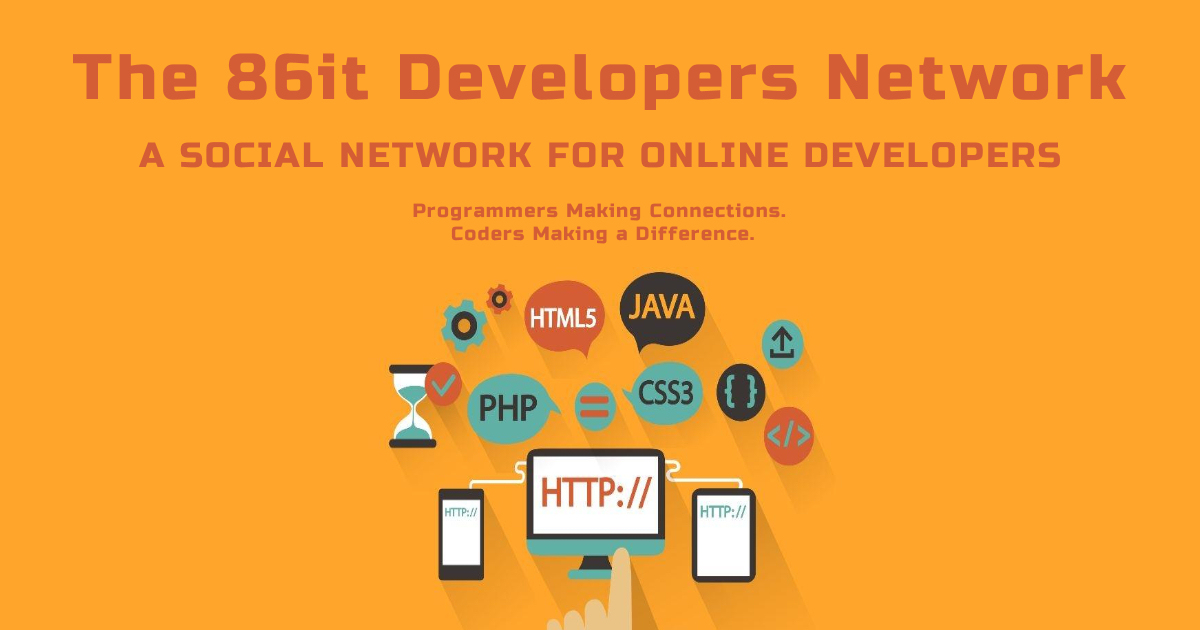 The 86it Developers Network
A SOCIAL NETWORK FOR ONLINE DEVELOPERS
Programmers Making Connections.
Coders Making a Difference.
HTML5
JAVA
PHP
=
CSS3
{}
</>
HTTP://
HTTP://
HTTP://